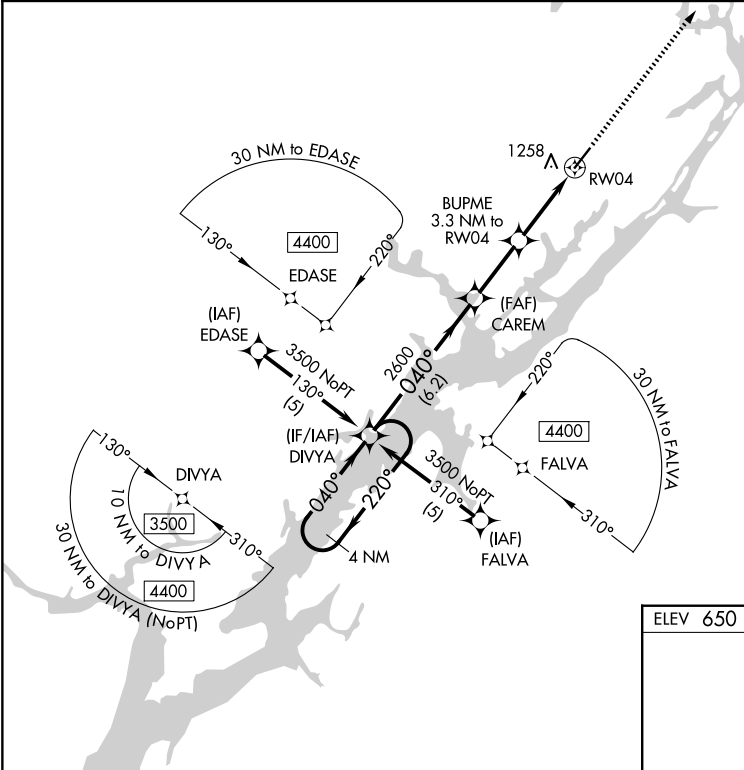 1258
RW04
BUPME
3.3 NM to
RW04
30 NM to EDASE
4400
130°
220°
EDASE
(FAF)
CAREM
(IAF)
EDASE
3500 NoPT
130°
(5)
2600
040°
(6.2)
(IF/IAF)
DIVYA
220°
30 NM to FALVA
4400
FALVA
310°
130°
DIVYA
3500
10 NM to DIVYA
310°
4400
30 NM to DIVYA (NoPT)
040°
220°
4 NM
3500 NoPT
310°
(5)
(IAF)
FALVA
ELEV 650